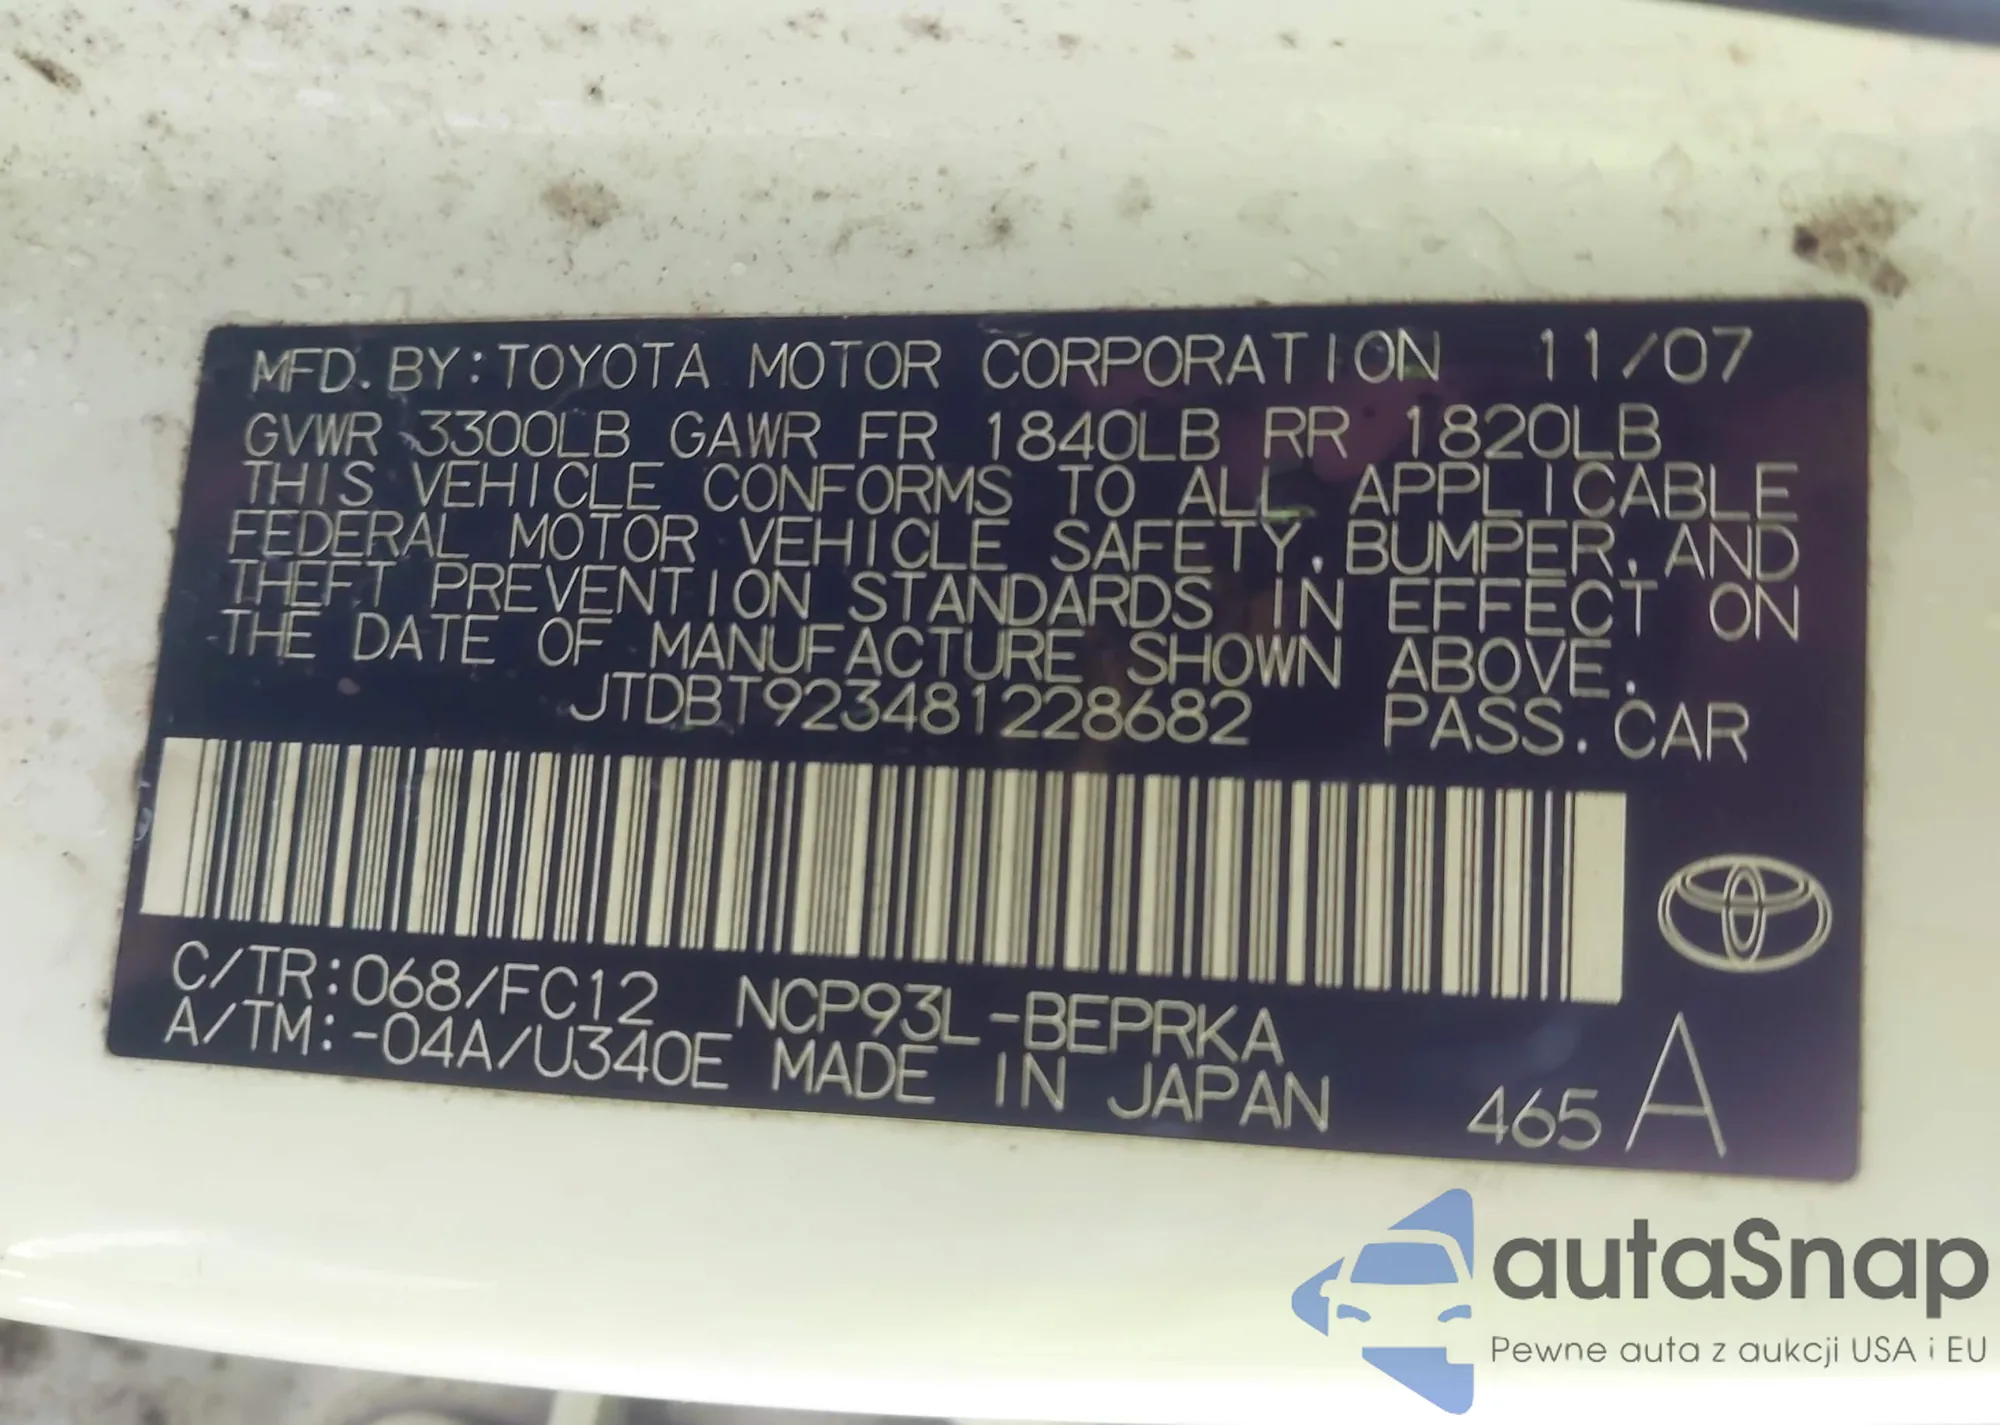 MFD. BY: TOYOTA MOTOR CORPORATION 11/07
GVWR 3300LB GAWR FR 1840LB RR 1820LB
THIS VEHICLE CONFORMS TO ALL APPLICABLE
FEDERAL MOTOR VEHICLE SAFETY, BUMPER, AND
THEFT PREVENTION STANDARDS IN EFFECT ON
THE DATE OF MANUFACTURE SHOWN ABOVE.
JTDBT923481228682 PASS. CAR
C/TR: 068/FC12 NCP93L-BEPRKA
A/TM: -04A/U340E MADE IN JAPAN 465 A
autaSnap
Pewne auta z aukcji USA i EU